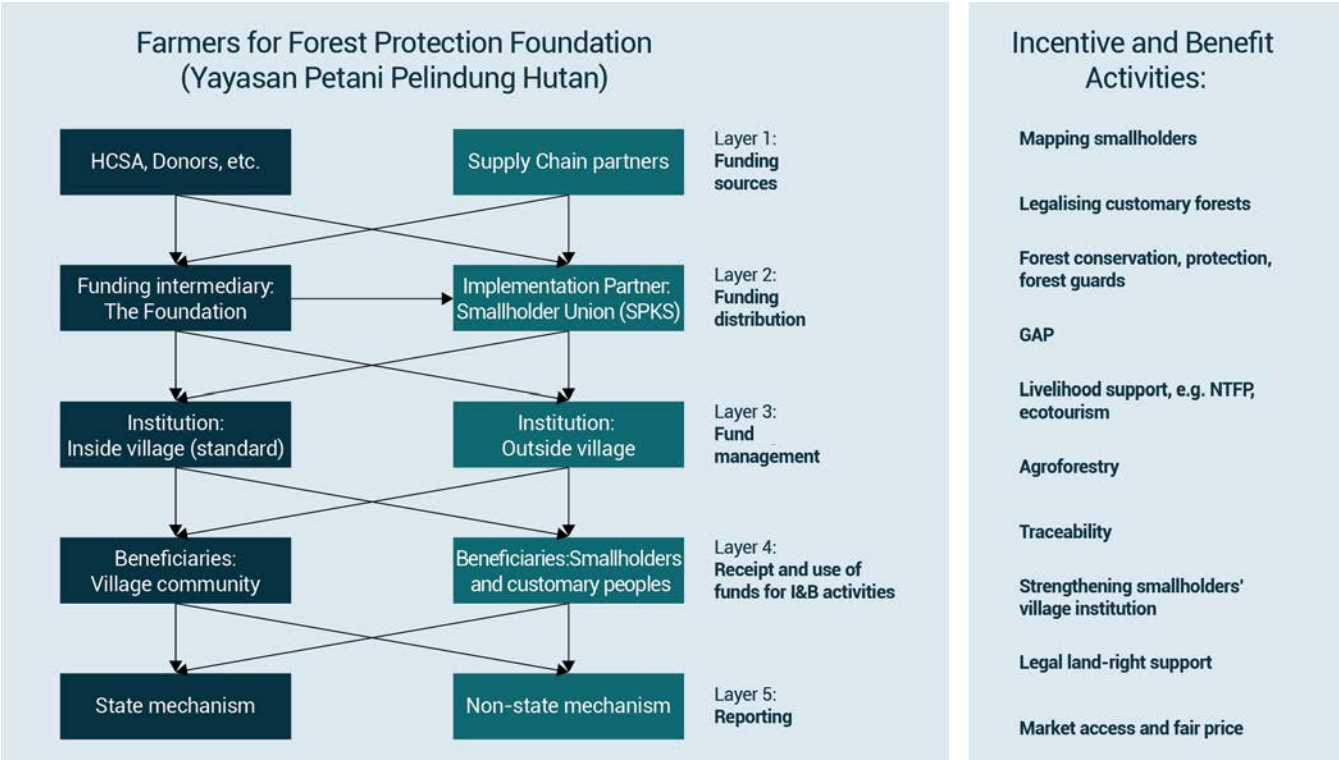 Farmers for Forest Protection Foundation
(Yayasan Petani Pelindung Hutan)
HCSA, Donors, etc.
Supply Chain partners
Layer 1:
Funding
sources
Funding intermediary:
The Foundation
Implementation Partner:
Smallholder Union (SPKS)
Layer 2:
Funding
distribution
Institution:
Inside village (standard)
Institution:
Outside village
Layer 3:
Fund
management
Beneficiaries:
Village community
Beneficiaries:Smallholders
and customary peoples
Layer 4:
Receipt and use of
funds for I&B activities
State mechanism
Non-state mechanism
Layer 5:
Reporting
Incentive and Benefit
Activities:
Mapping smallholders
Legalising customary forests
Forest conservation, protection,
forest guards
GAP
Livelihood support, e.g. NTFP,
ecotourism
Agroforestry
Traceability
Strengthening smallholders'
village institution
Legal land-right support
Market access and fair price